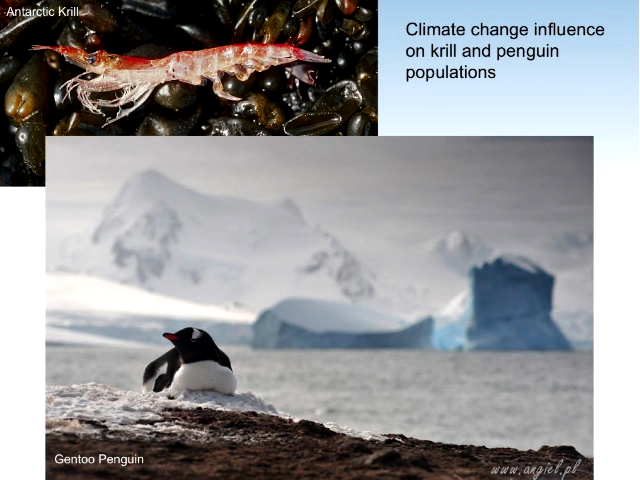 Antarctic Krill
Climate change influence
on krill and penguin
populations
Gentoo Penguin
www.angiel.pl